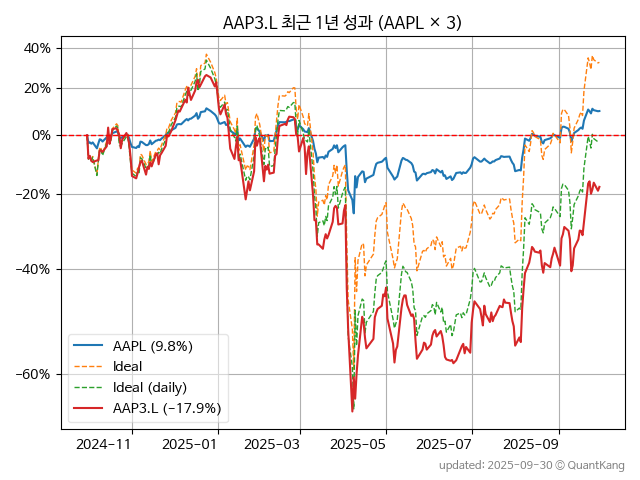 AAP3.L 최근 1년 성과 (AAPL × 3)
40%
20%
0%
−20%
−40%
−60%
AAPL (9.8%)
Ideal
Ideal (daily)
AAP3.L (−17.9%)
2024−11
2025−01
2025−03
2025−05
2025−07
2025−09
updated: 2025−09−30 © QuantKang